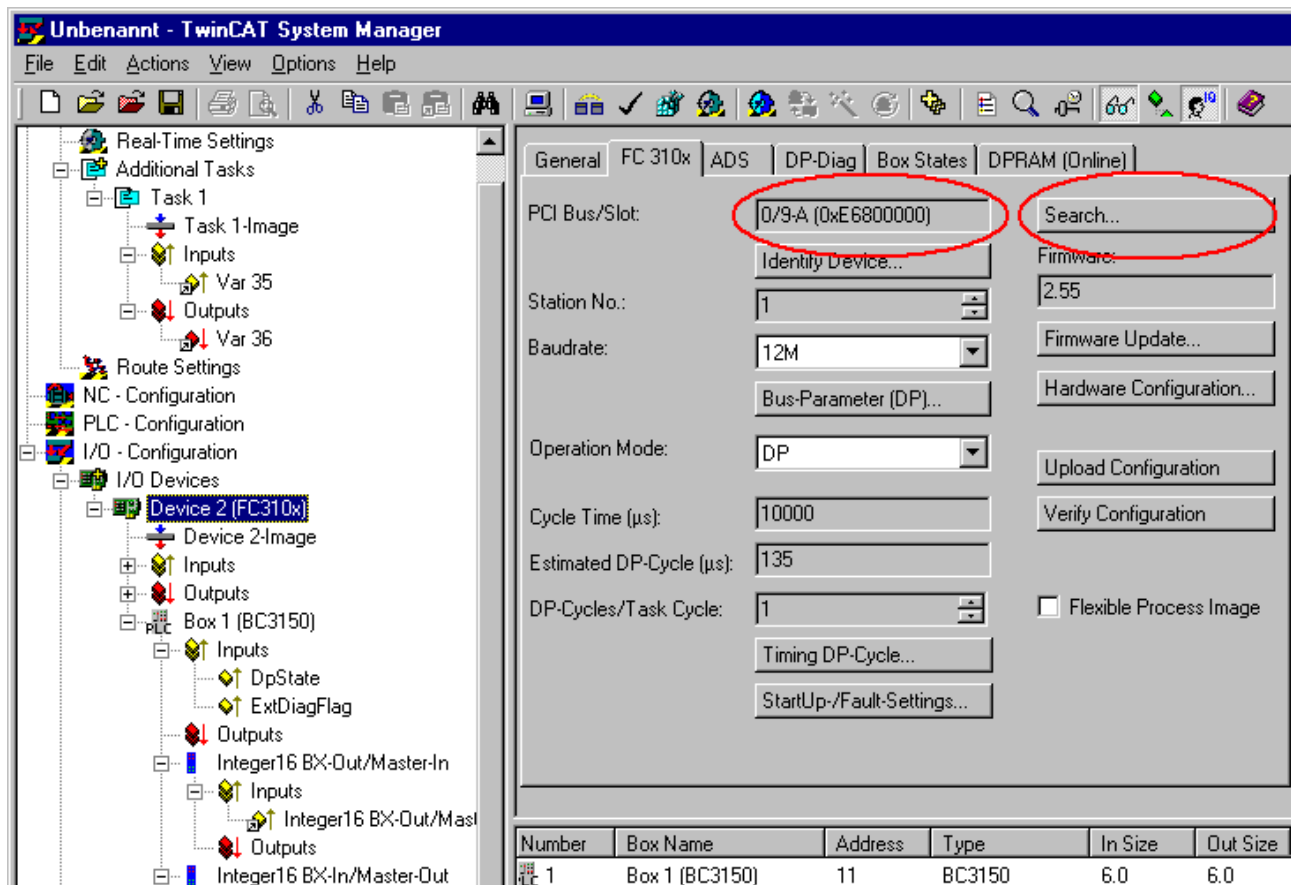 Unbenannt - TwinCAT System Manager
File Edit Actions View Options Help
Real-Time Settings
Additional Tasks
Task 1
Task 1-Image
Inputs
Var 35
Outputs
Var 36
Route Settings
NC - Configuration
PLC - Configuration
I/O - Configuration
I/O Devices
Device 2 (FC310x)
Device 2-Image
Inputs
Outputs
PLC Box 1 (BC3150)
Inputs
DpState
ExtDiagFlag
Outputs
Integer16 BX-Out/Master-In
Inputs
Integer16 BX-Out/Mast
Outputs
Integer16 BX-In/Master-Out
General FC 310x ADS DP-Diag Box States DPRAM (Online)
PCI Bus/Slot: 0/9-A (0xE6800000) Search...
Identify Device... Firmware:
Station No.: 1 2.55
Baudrate: 12M Firmware Update...
Bus-Parameter (DP)... Hardware Configuration...
Operation Mode: DP Upload Configuration
Cycle Time (µs): 10000 Verify Configuration
Estimated DP-Cycle (µs): 135
DP-Cycles/Task Cycle: 1 Flexible Process Image
Timing DP-Cycle...
StartUp-/Fault-Settings...
Number Box Name Address Type In Size Out Size
1 Box 1 (BC3150) 11 BC3150 6.0 6.0